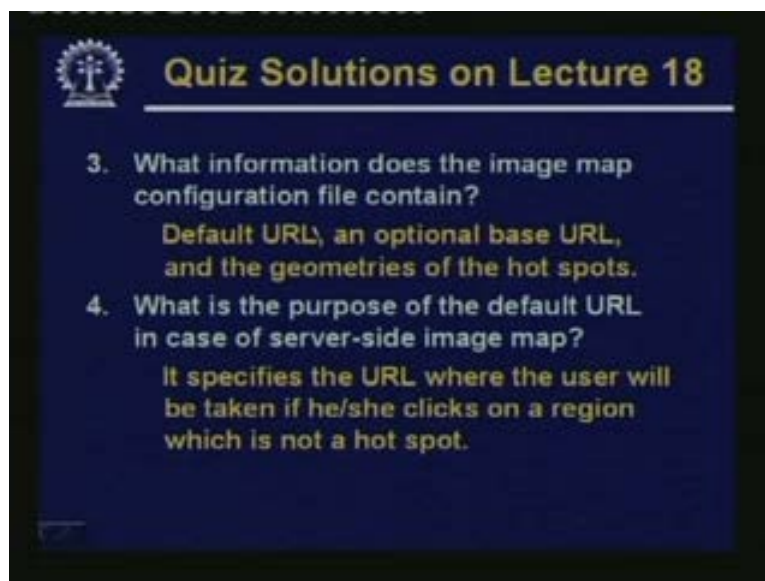 Quiz Solutions on Lecture 18
3. What information does the image map
configuration file contain?
Default URL, an optional base URL,
and the geometries of the hot spots.
4. What is the purpose of the default URL
in case of server-side image map?
It specifies the URL where the user will
be taken if he/she clicks on a region
which is not a hot spot.